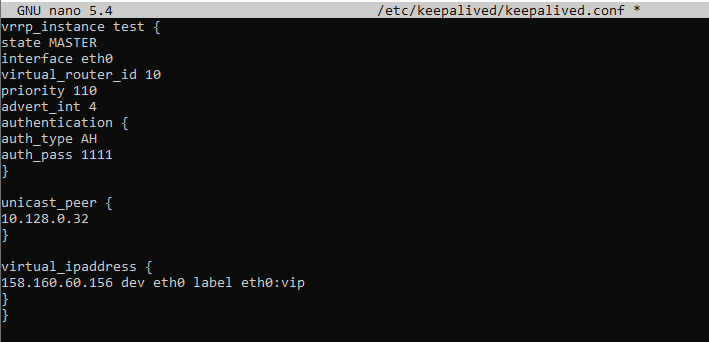 GNU nano 5.4 /etc/keepalived/keepalived.conf *
vrrp_instance test {
state MASTER
interface eth0
virtual_router_id 10
priority 110
advert_int 4
authentication {
auth_type AH
auth_pass 1111
}
unicast_peer {
10.128.0.32
}
virtual_ipaddress {
158.160.60.156 dev eth0 label eth0:vip
}
}